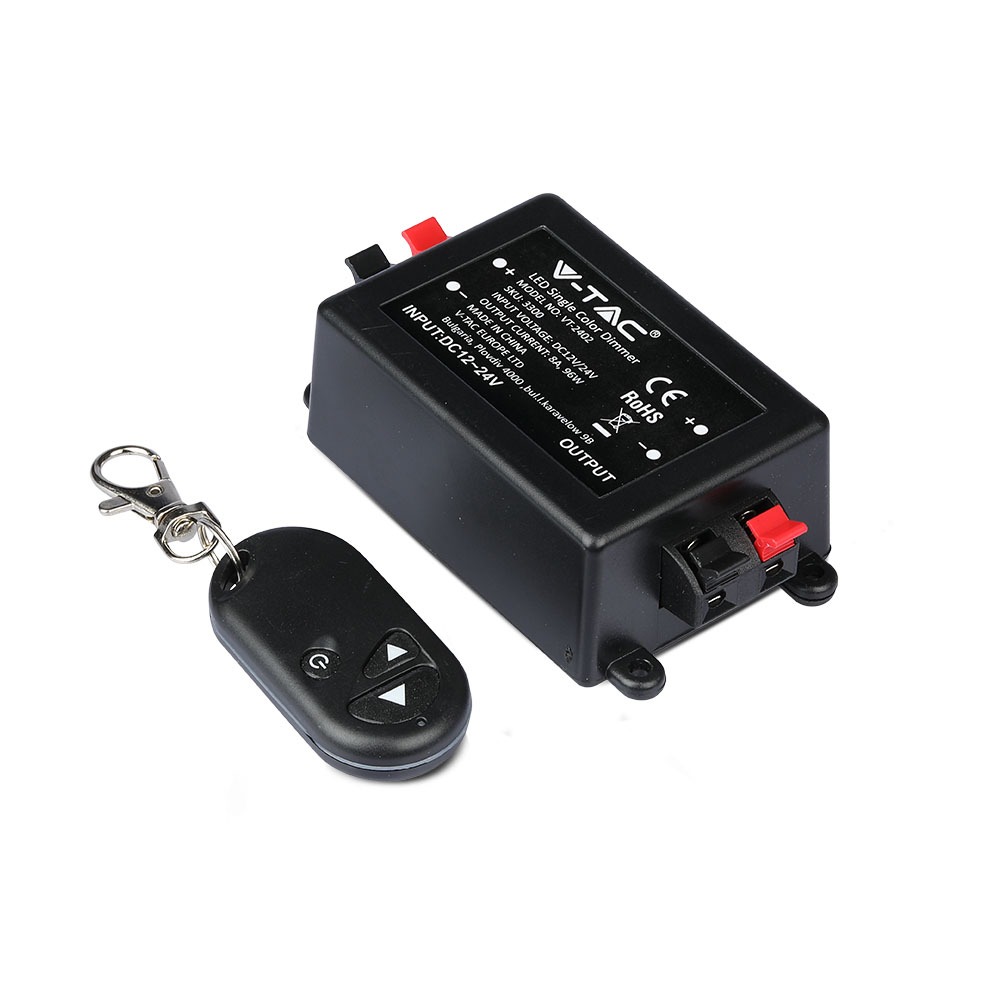 V-TAC®
LED Single Color Dimmer
MODEL NO: VT-2402
SKU: 3300
INPUT VOLTAGE: DC12V/24V
OUTPUT CURRENT: 8A, 96W
MADE IN CHINA
V-TAC EUROPE LTD
Bulgaria, Plovdiv 4000 ,bul.l.karavelow 9B
INPUT:DC12-24V
+
-
CE
RoHS
+
-
OUTPUT